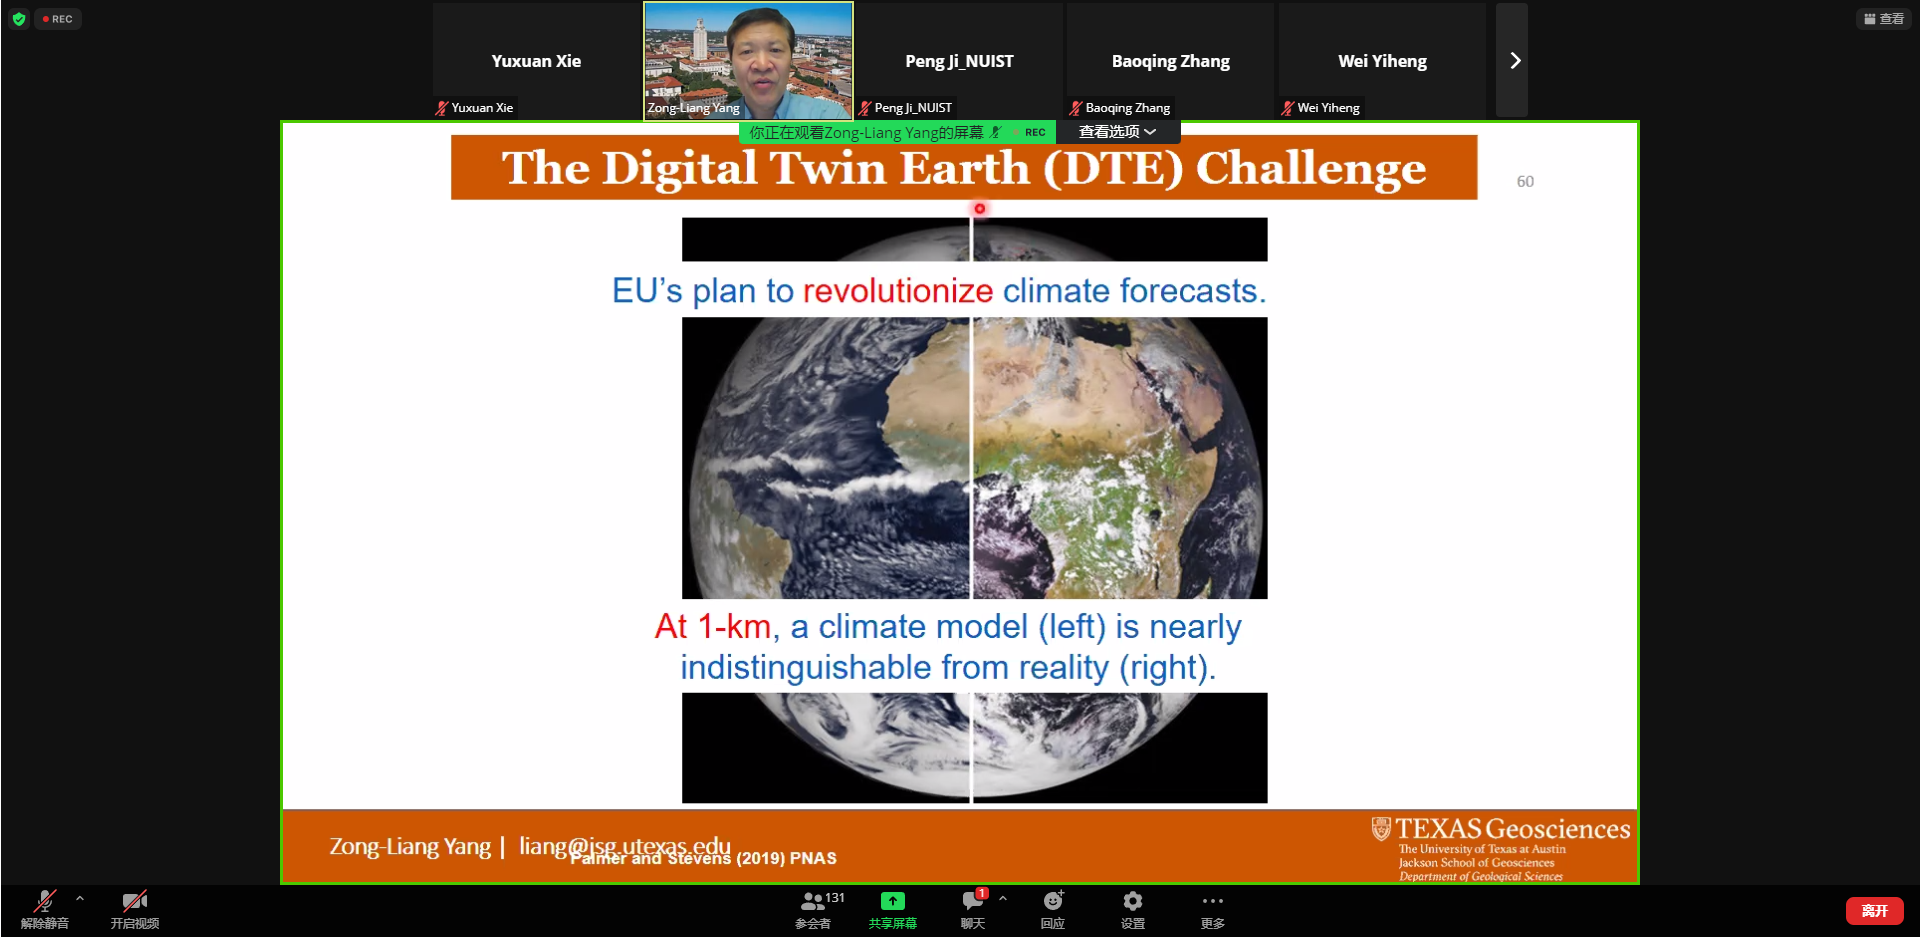 REC
查看
Yuxuan Xie
Peng Ji_NUIST
Baoqing Zhang
Wei Yiheng
Yuxuan Xie
Zong-Liang Yang
Peng Ji_NUIST
Baoqing Zhang
Wei Yiheng
你正在观看Zong-Liang Yang的屏幕
REC
查看选项
The Digital Twin Earth (DTE) Challenge
60
EU's plan to revolutionize climate forecasts.
At 1-km, a climate model (left) is nearly
indistinguishable from reality (right).
Zong-Liang Yang | liang@jsg.utexas.edu
Palmer and Stevens (2019) PNAS
TEXAS Geosciences
The University of Texas at Austin
Jackson School of Geosciences
Department of Geological Sciences
解除静音
开启视频
131
参会者
共享屏幕
1
聊天
回应
设置
更多
离开